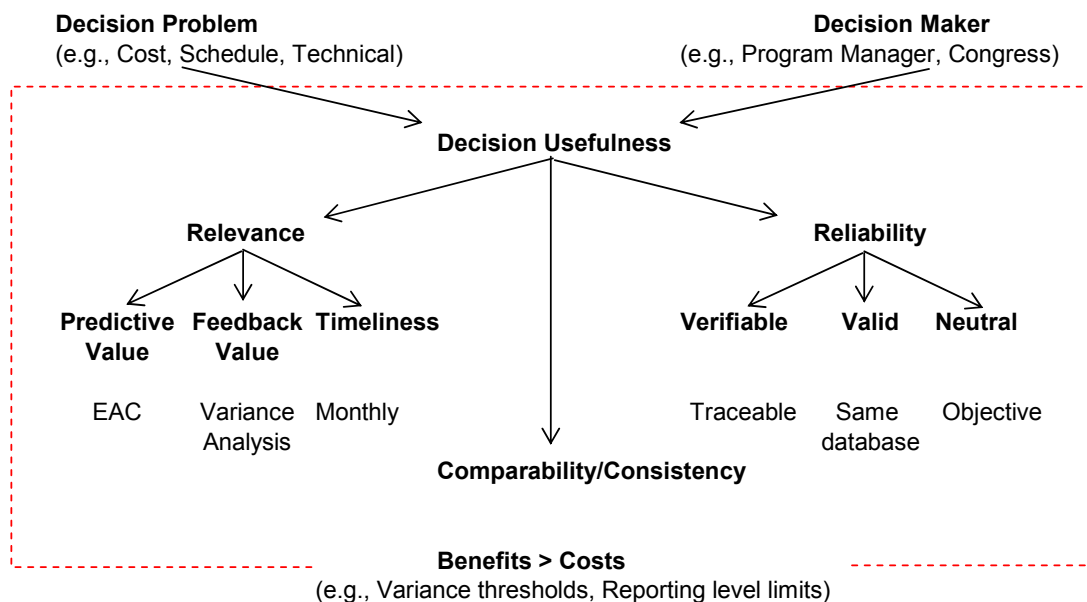 Decision Problem
(e.g., Cost, Schedule, Technical)
Decision Maker
(e.g., Program Manager, Congress)
Decision Usefulness
Relevance
Reliability
Predictive
Value
Feedback
Value
Timeliness
Verifiable
Valid
Neutral
EAC
Variance
Analysis
Monthly
Traceable
Same
database
Objective
Comparability/Consistency
Benefits > Costs
(e.g., Variance thresholds, Reporting level limits)